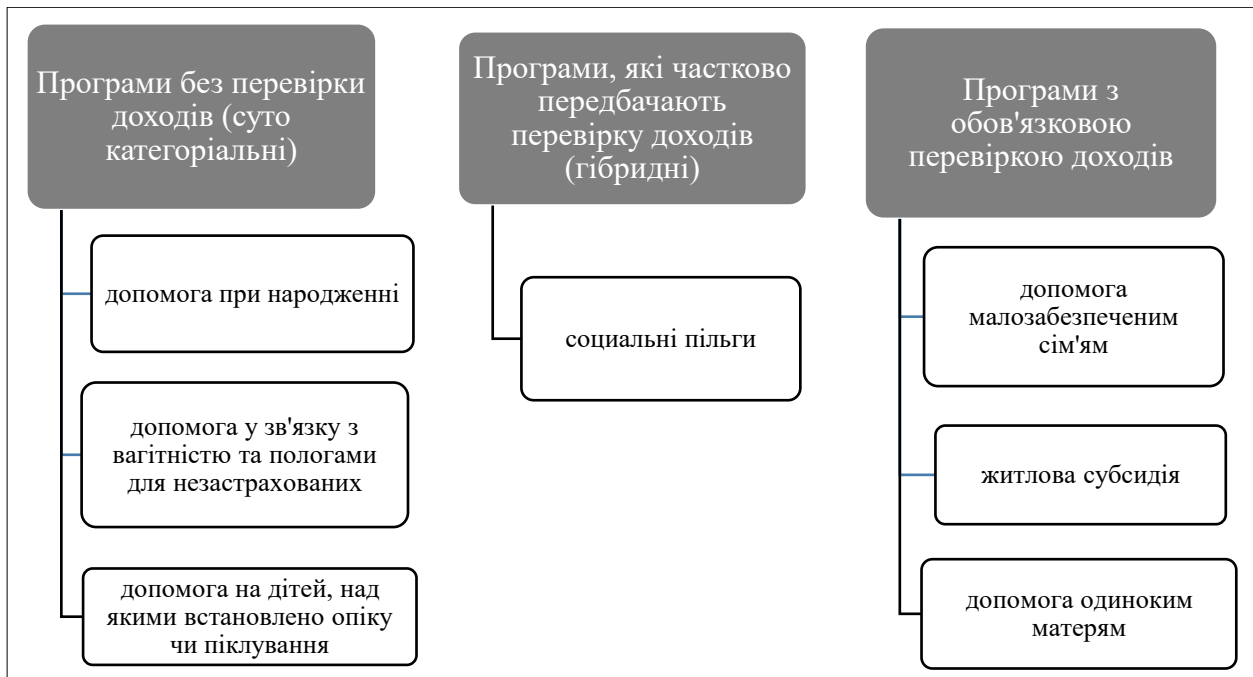 Програми без перевірки
доходів (суто
категоріальні)
допомога при народженні
допомога у зв'язку з
вагітністю та пологами
для незастрахованих
допомога на дітей, над
якими встановлено опіку
чи піклування
Програми, які частково
передбачають
перевірку доходів
(гібридні)
социальні пільги
Програми з
обов'язковою
перевіркою доходів
допомога
малозабезпеченим
сім'ям
житлова субсидія
допомога одиноким
матерям